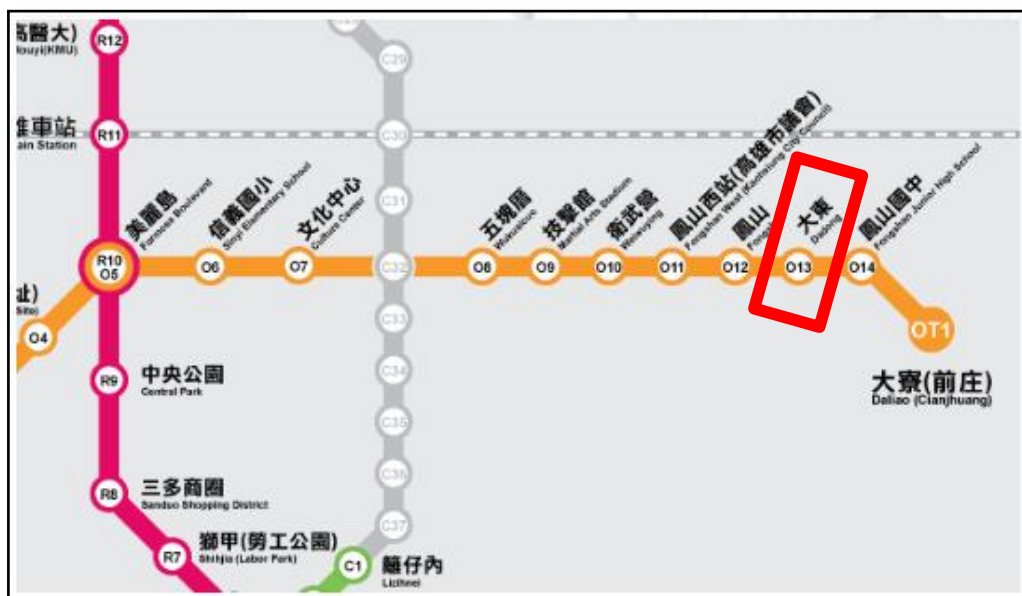 高醫大)
Houyi(KMU)
R12
雄車站
ain Station
R11
美麗島
Formosa Boulevard
R10
O5
信義國小
Sinyi Elementary School
O6
文化中心
Culture Center
O7
C29
C30
C31
C32
C33
C34
C35
C36
C37
五塊厝
Wukuaicuo
O8
技擊館
Martial Arts Stadium
O9
衛武營
Weiwuying
O10
鳳山西站(高雄市議會)
Fongshan West (Kaohsiung City Council)
O11
鳳山
O12
大東
Dadong
O13
鳳山國中
Fongshan Junior High School
O14
OT1
大寮(前庄)
Daliao (Cianjhuang)
址)
Site)
O4
R9
中央公園
Central Park
R8
三多商圈
Sanduo Shopping District
R7
獅甲(勞工公園)
Shihjia (Labor Park)
C1
籬仔內
Lizihnei